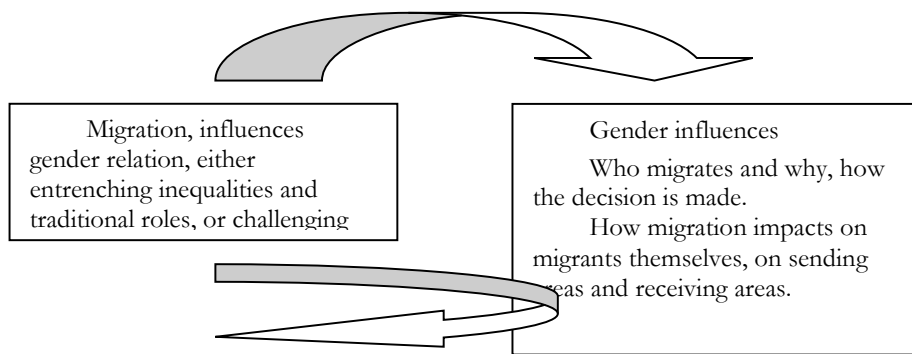 Migration, influences
gender relation, either
entrenching inequalities and
traditional roles, or challenging
Gender influences
Who migrates and why, how
the decision is made.
How migration impacts on
migrants themselves, on sending
areas and receiving areas.